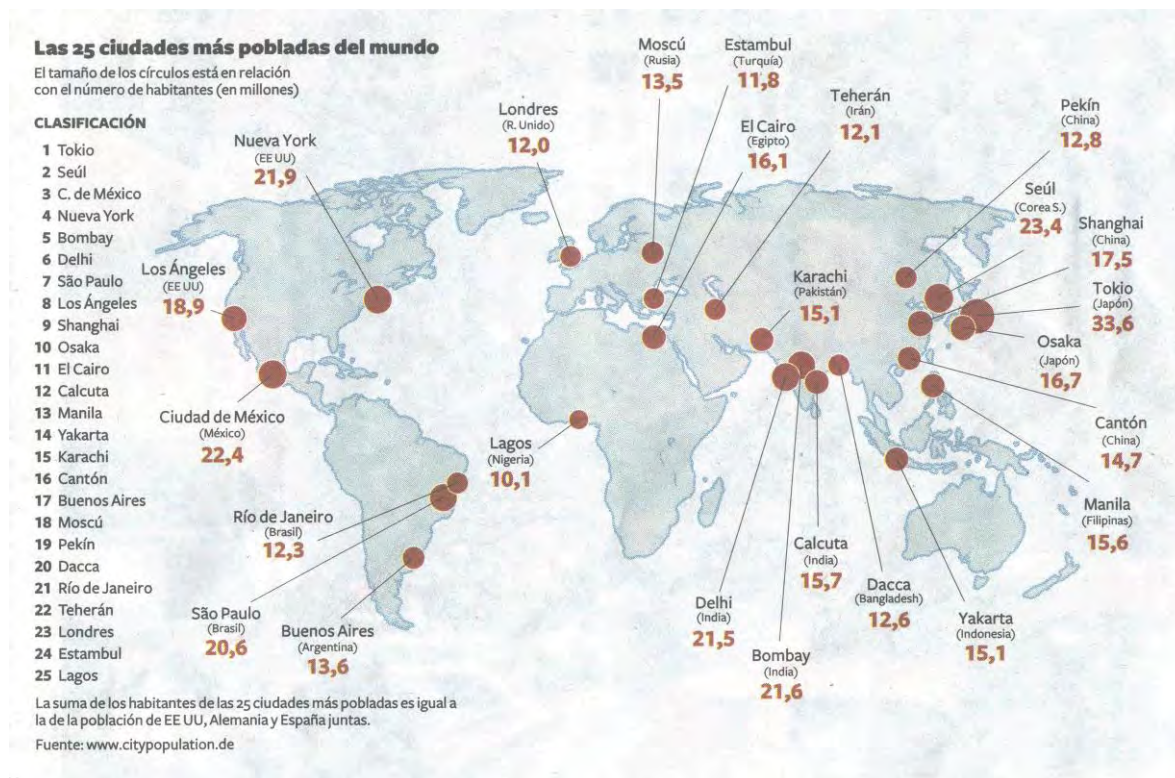 Las 25 ciudades más pobladas del mundo
El tamaño de los círculos está en relación
con el número de habitantes (en millones)
CLASIFICACIÓN
1 Tokio
2 Seúl
3 C. de México
4 Nueva York
5 Bombay
6 Delhi
7 São Paulo
8 Los Ángeles
9 Shanghai
10 Osaka
11 El Cairo
12 Calcuta
13 Manila
14 Yakarta
15 Karachi
16 Cantón
17 Buenos Aires
18 Moscú
19 Pekín
20 Dacca
21 Río de Janeiro
22 Teherán
23 Londres
24 Estambul
25 Lagos
La suma de los habitantes de las 25 ciudades más pobladas es igual a
la de la población de EE UU, Alemania y España juntas.
Fuente: www.citypopulation.de
Nueva York
(EE UU)
21,9
Los Ángeles
(EE UU)
18,9
Ciudad de México
(México)
22,4
Río de Janeiro
(Brasil)
12,3
São Paulo
(Brasil)
20,6
Buenos Aires
(Argentina)
13,6
Londres
(R. Unido)
12,0
Moscú
(Rusia)
13,5
Estambul
(Turquía)
11,8
El Cairo
(Egipto)
16,1
Teherán
(Irán)
12,1
Lagos
(Nigeria)
10,1
Karachi
(Pakistán)
15,1
Pekín
(China)
12,8
Seúl
(Corea S.)
23,4
Shanghai
(China)
17,5
Tokio
(Japón)
33,6
Osaka
(Japón)
16,7
Cantón
(China)
14,7
Manila
(Filipinas)
15,6
Calcuta
(India)
15,7
Dacca
(Bangladesh)
12,6
Yakarta
(Indonesia)
15,1
Delhi
(India)
21,5
Bombay
(India)
21,6